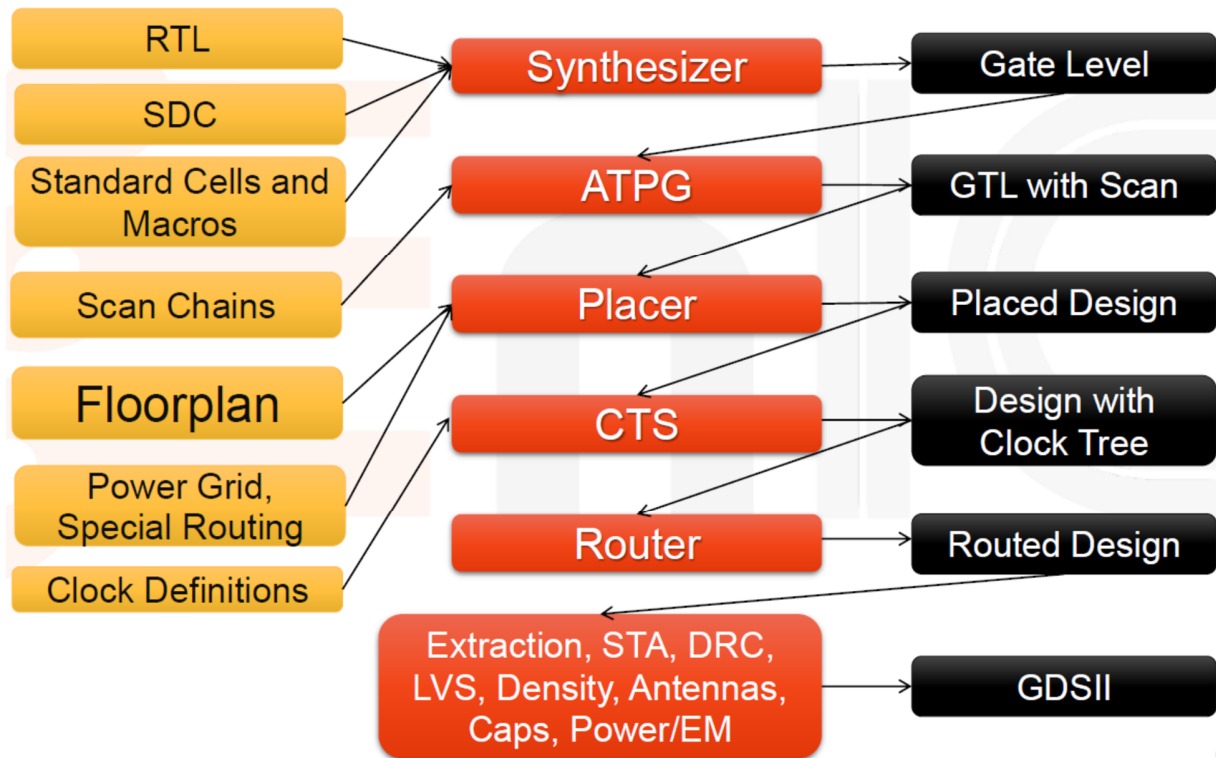 RTL
Synthesizer
Gate Level
SDC
Standard Cells and
Macros
ATPG
GTL with Scan
Scan Chains
Placer
Placed Design
Floorplan
CTS
Design with
Clock Tree
Power Grid,
Special Routing
Router
Routed Design
Clock Definitions
Extraction, STA, DRC,
LVS, Density, Antennas,
Caps, Power/EM
GDSII